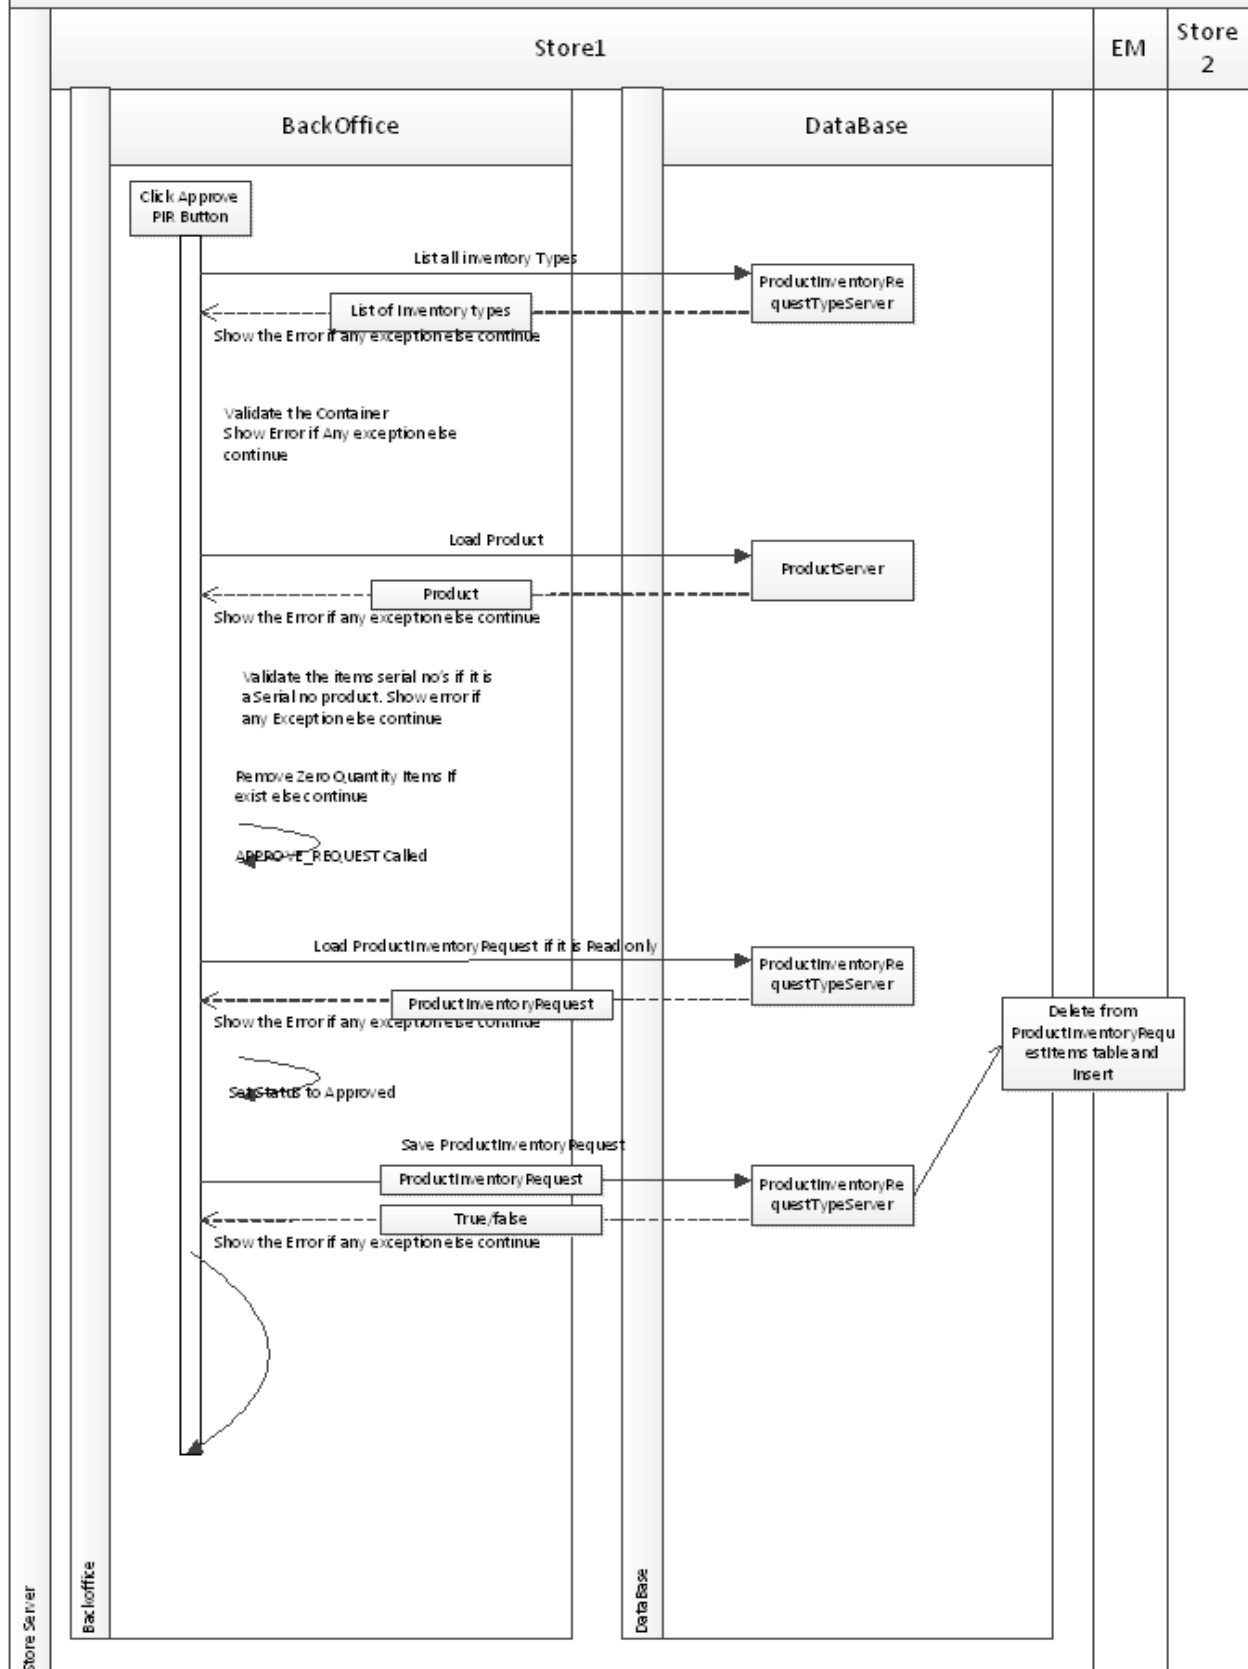 Store1
EM
Store
2
BackOffice
DataBase
Click Approve
PIR Button
List all inventory Types
ProductInventoryRe
questTypeServer
List of Inventory types
Show the Error if any exception else continue
Validate the Container
Show Error if Any exception else
continue
Load Product
ProductServer
Product
Show the Error if any exception else continue
Validate the items serial no's if it is
a Serial no product. Show error if
any Exception else continue
Remove Zero Quantity Items If
exist else continue
APPROVE_REQUEST Called
Load ProductInventoryRequest if it is Read only
ProductInventoryRe
questTypeServer
ProductInventoryRequest
Show the Error if any exception else continue
Delete from
ProductInventoryRequ
estItems table and
Insert
Set Status to Approved
Save ProductInventoryRequest
ProductInventoryRequest
ProductInventoryRe
questTypeServer
True/false
Show the Error if any exception else continue
Store Server
Backoffice
DataBase